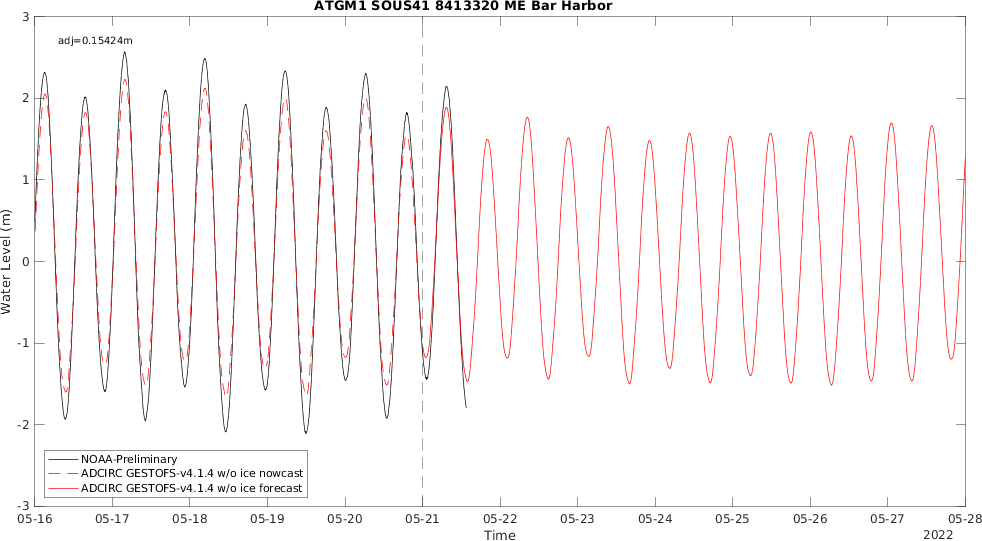 ATGM1 SOUS41 8413320 ME Bar Harbor
adj=0.15424m
3
2
1
0
-1
-2
-3
Water Level (m)
NOAA-Preliminary
ADCIRC GESTOFS-v4.1.4 w/o ice nowcast
ADCIRC GESTOFS-v4.1.4 w/o ice forecast
05-16 05-17 05-18 05-19 05-20 05-21 05-22 05-23 05-24 05-25 05-26 05-27 05-28
Time
2022